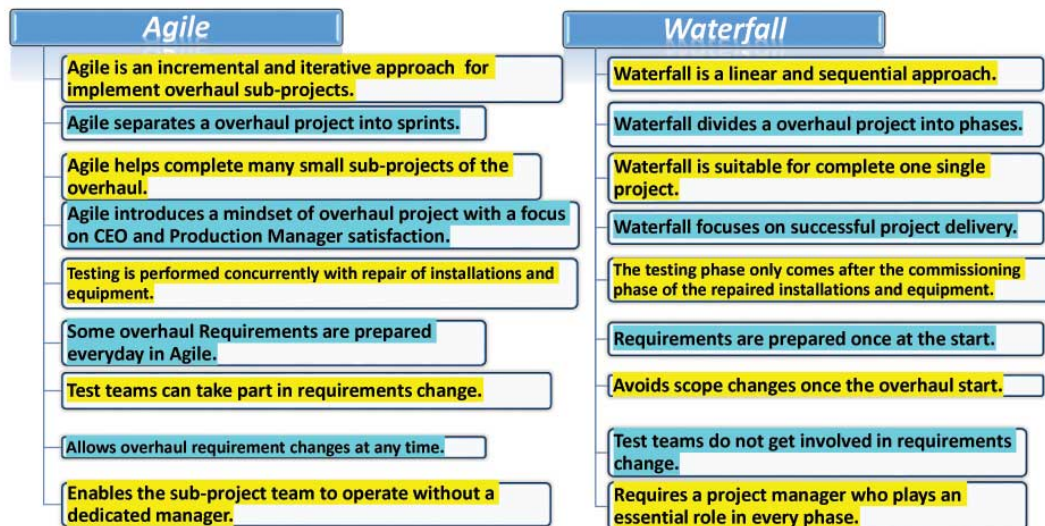 Agile
Agile is an incremental and iterative approach for
implement overhaul sub-projects.
Agile separates a overhaul project into sprints.
Agile helps complete many small sub-projects of the
overhaul.
Agile introduces a mindset of overhaul project with a focus
on CEO and Production Manager satisfaction.
Testing is performed concurrently with repair of installations and
equipment.
Some overhaul Requirements are prepared
everyday in Agile.
Test teams can take part in requirements change.
Allows overhaul requirement changes at any time.
Enables the sub-project team to operate without a
dedicated manager.
Waterfall
Waterfall is a linear and sequential approach.
Waterfall divides a overhaul project into phases.
Waterfall is suitable for complete one single
project.
Waterfall focuses on successful project delivery.
The testing phase only comes after the commissioning
phase of the repaired installations and equipment.
Requirements are prepared once at the start.
Avoids scope changes once the overhaul start.
Test teams do not get involved in requirements
change.
Requires a project manager who plays an
essential role in every phase.